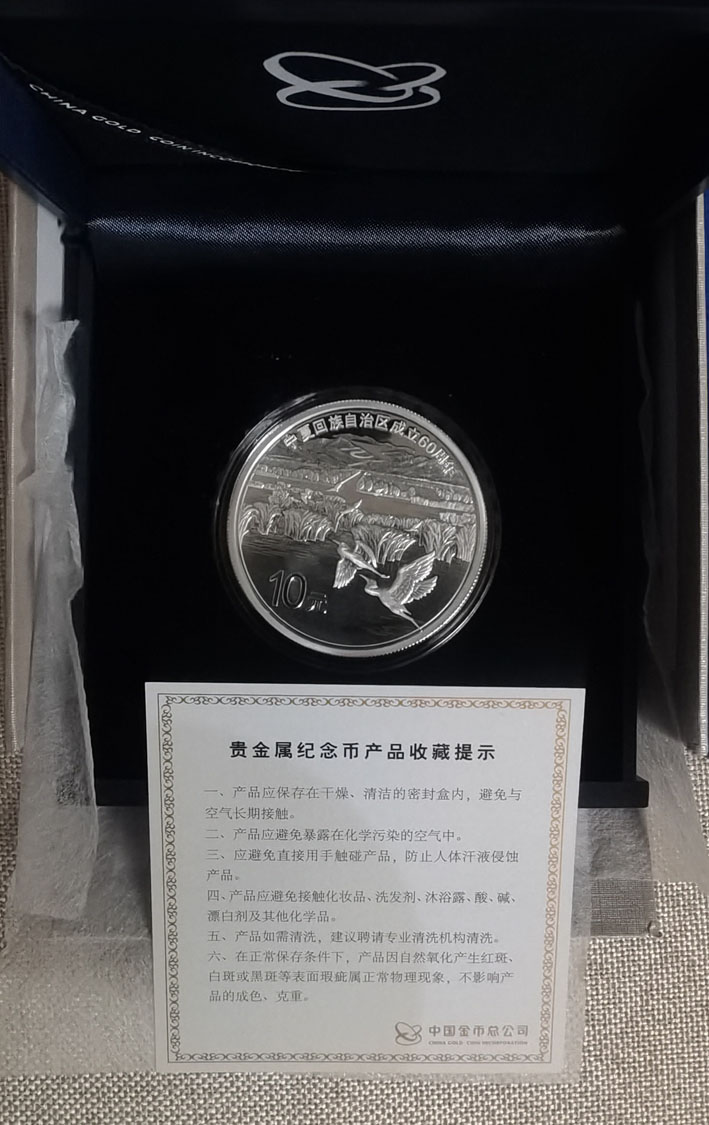 CHINA GOLD COIN INCORPORATION
宁夏回族自治区成立60周年
10元
贵金属纪念币产品收藏提示
一、产品应保存在干燥、清洁的密封盒内，避免与
空气长期接触。
二、产品应避免暴露在化学污染的空气中。
三、应避免直接用手触碰产品，防止人体汗液侵蚀
产品。
四、产品应避免接触化妆品、洗发剂、沐浴露、酸、碱、
漂白剂及其他化学品。
五、产品如需清洗，建议聘请专业清洗机构清洗。
六、在正常保存条件下，产品因自然氧化产生红斑、
白斑或黑斑等表面瑕疵属正常物理现象，不影响产
品的成色、克重。
中国金币总公司
CHINA GOLD COIN INCORPORATION